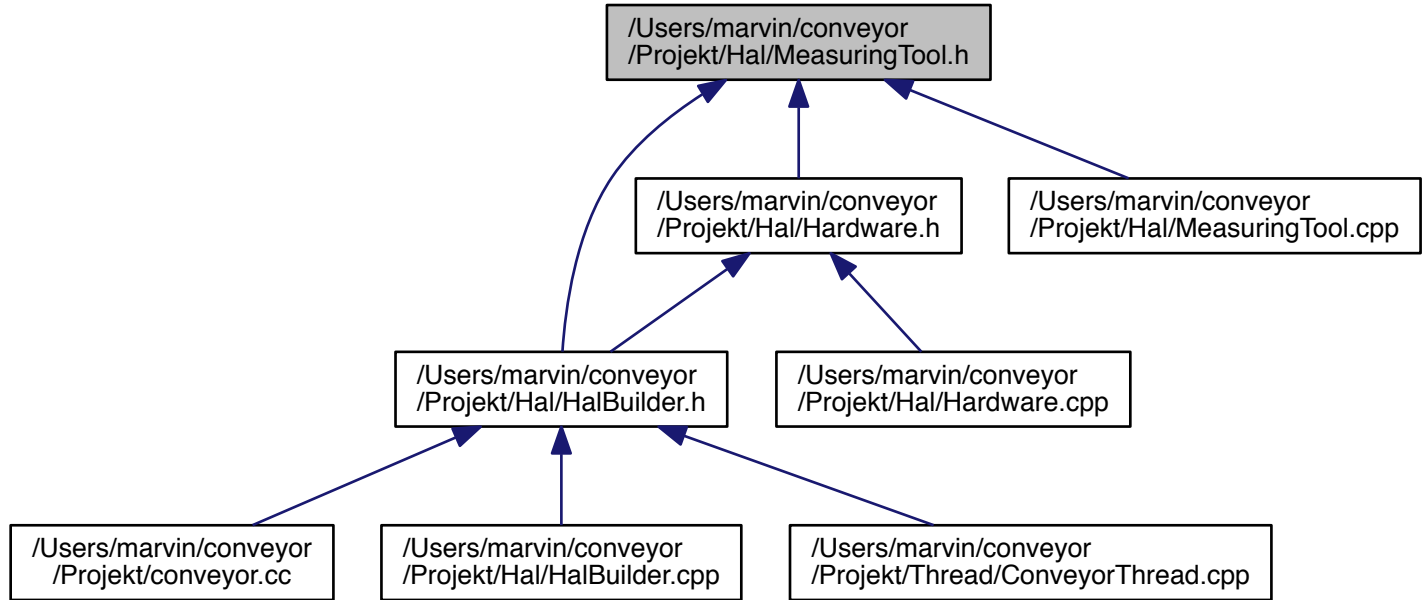 /Users/marvin/conveyor
/Projekt/Hal/MeasuringTool.h
/Users/marvin/conveyor
/Projekt/Hal/Hardware.h
/Users/marvin/conveyor
/Projekt/Hal/MeasuringTool.cpp
/Users/marvin/conveyor
/Projekt/Hal/HalBuilder.h
/Users/marvin/conveyor
/Projekt/Hal/Hardware.cpp
/Users/marvin/conveyor
/Projekt/conveyor.cc
/Users/marvin/conveyor
/Projekt/Hal/HalBuilder.cpp
/Users/marvin/conveyor
/Projekt/Thread/ConveyorThread.cpp